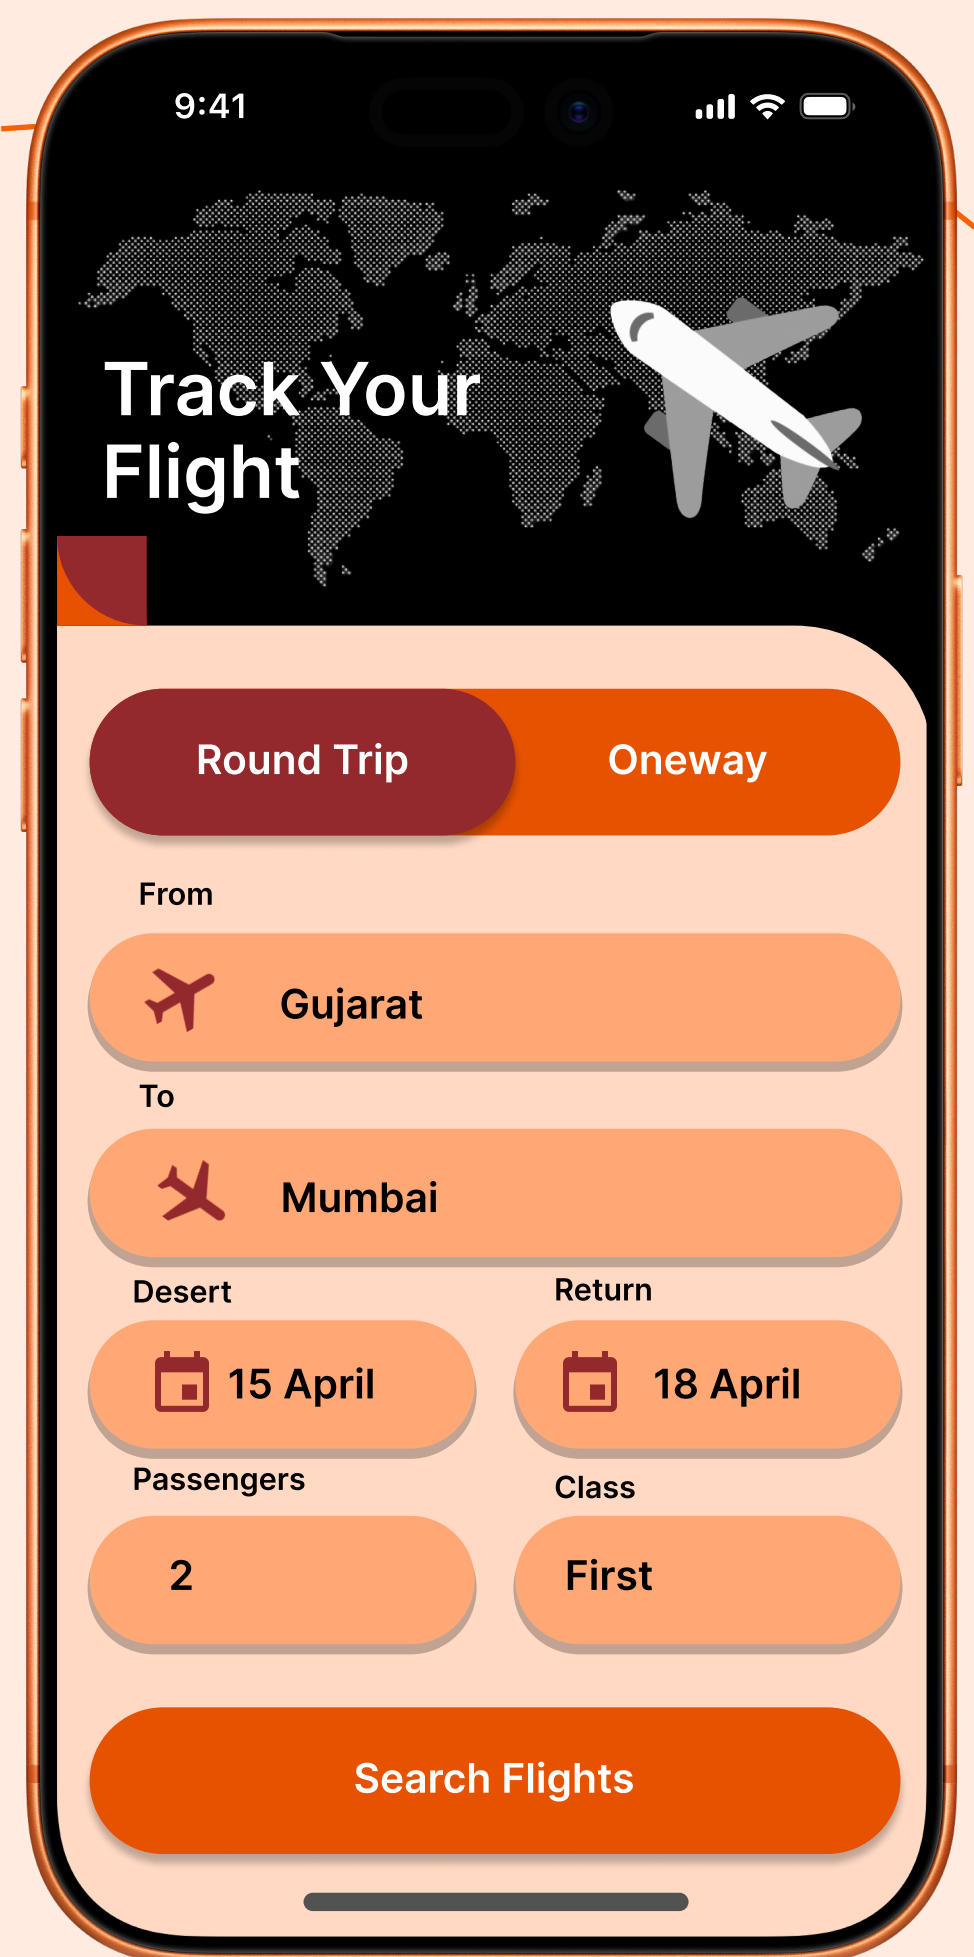 9:41
Track Your
Flight
Round Trip
Oneway
From
Gujarat
To
Mumbai
Desert
Return
15 April
18 April
Passengers
Class
2
First
Search Flights